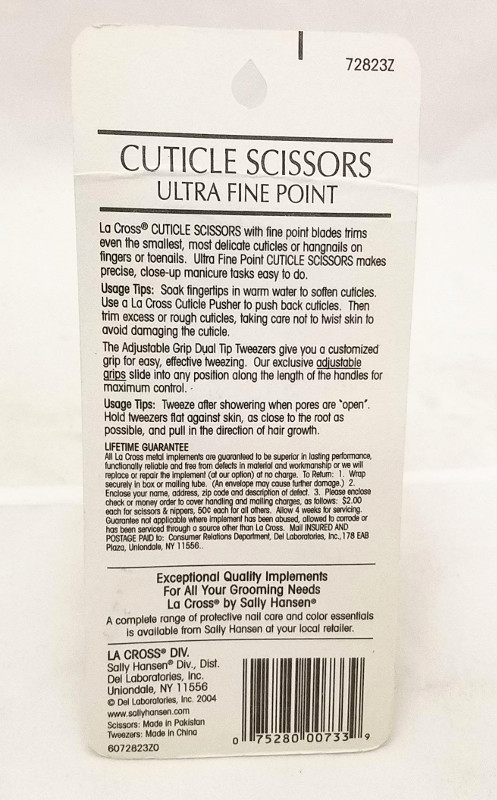 72823Z
CUTICLE SCISSORS
ULTRA FINE POINT
La Cross® CUTICLE SCISSORS with fine point blades trims
even the smallest, most delicate cuticles or hangnails on
fingers or toenails. Ultra Fine Point CUTICLE SCISSORS makes
precise, close-up manicure tasks easy to do.
Usage Tips: Soak fingertips in warm water to soften cuticles.
Use a La Cross Cuticle Pusher to push back cuticles. Then
trim excess or rough cuticles, taking care not to twist skin to
avoid damaging the cuticle.
The Adjustable Grip Dual Tip Tweezers give you a customized
grip for easy, effective tweezing. Our exclusive adjustable
grips slide into any position along the length of the handles for
maximum control.
Usage Tips: Tweeze after showering when pores are "open".
Hold tweezers flat against skin, as close to the root as
possible, and pull in the direction of hair growth.
LIFETIME GUARANTEE
All La Cross metal implements are guaranteed to be superior in lasting performance,
functionally reliable and free from defects in material and workmanship or we will
replace or repair the implement (at our option) at no charge. To Return: 1. Wrap
securely in box or mailing tube. (An envelope may cause further damage.) 2.
Enclose your name, address, zip code and description of defect. 3. Please enclose
check or money order to cover handling and mailing charges, as follows: $2.00
each for scissors & nippers, 50¢ each for all others. Allow 4 weeks for servicing.
Guarantee not applicable where implement has been abused, allowed to corrode or
has been serviced through a source other than La Cross. Mail INSURED AND
POSTAGE PAID to: Consumer Relations Department, Del Laboratories, Inc., 178 EAB
Plaza, Uniondale, NY 11556..
Exceptional Quality Implements
For All Your Grooming Needs
La Cross® by Sally Hansen®
A complete range of protective nail care and color essentials
is available from Sally Hansen at your local retailer.
LA CROSS® DIV.
Sally Hansen® Div., Dist.
Del Laboratories, Inc.
Uniondale, NY 11556
© Del Laboratories, Inc. 2004
www.sallyhansen.com
Scissors: Made in Pakistan
Tweezers: Made in China
6072823Z0
0 75280 00733 9